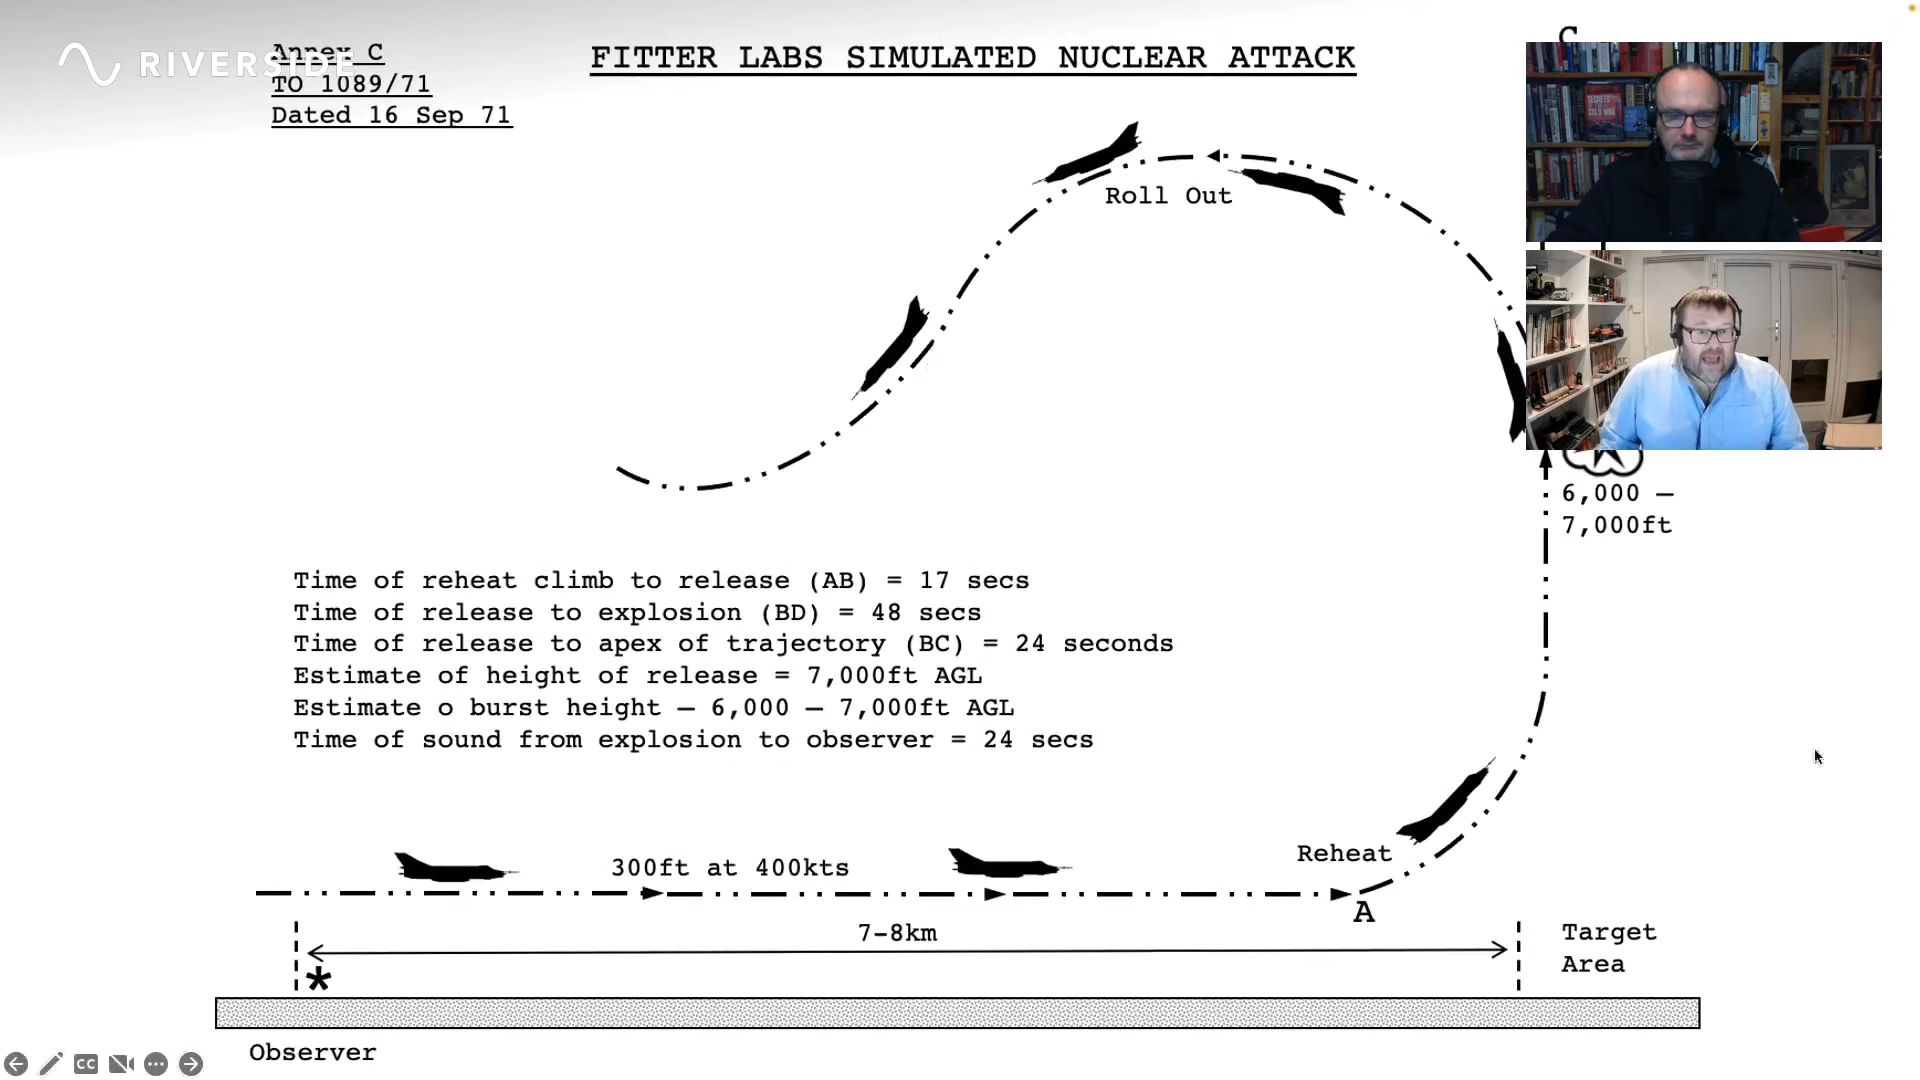 RIVERSIDE
Annex C
TO 1089/71
Dated 16 Sep 71
FITTER LABS SIMULATED NUCLEAR ATTACK
C
Roll Out
6,000 –
7,000ft
Time of reheat climb to release (AB) = 17 secs
Time of release to explosion (BD) = 48 secs
Time of release to apex of trajectory (BC) = 24 seconds
Estimate of height of release = 7,000ft AGL
Estimate o burst height – 6,000 – 7,000ft AGL
Time of sound from explosion to observer = 24 secs
Reheat
300ft at 400kts
A
7-8km
Target
Area
*
Observer
CC